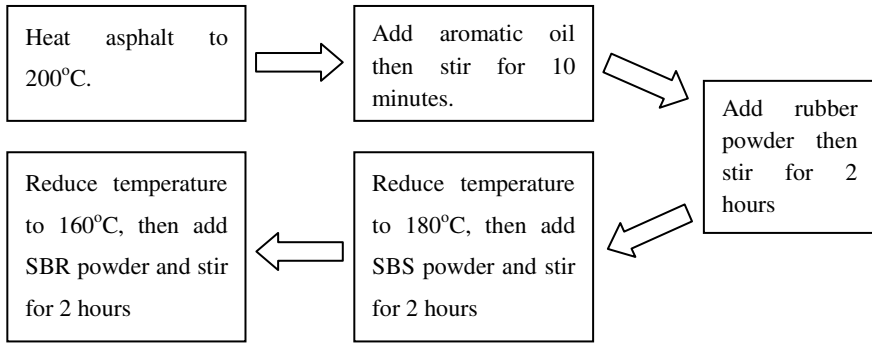 Heat asphalt to
200°C.
Add aromatic oil
then stir for 10
minutes.
Add rubber
powder then
stir for 2
hours
Reduce temperature
to 180°C, then add
SBS powder and stir
for 2 hours
Reduce temperature
to 160°C, then add
SBR powder and stir
for 2 hours